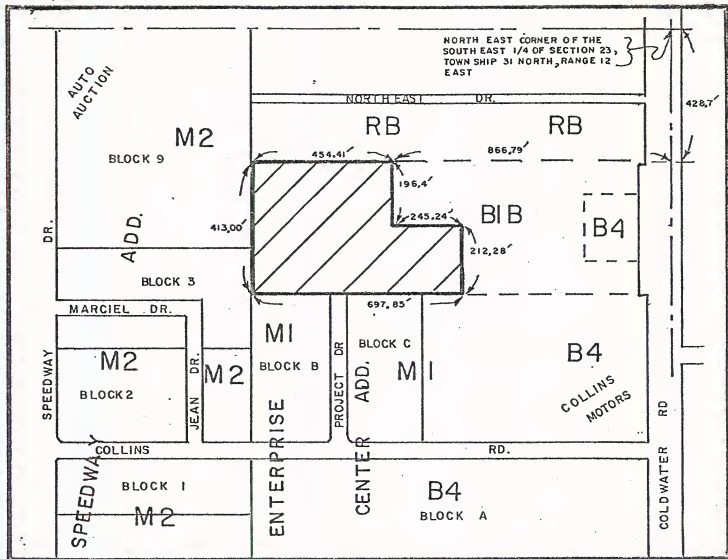 NORTH EAST CORNER OF THE
SOUTH EAST 1/4 OF SECTION 23,
TOWN SHIP 31 NORTH, RANGE 12
EAST
428.7'
AUTO
AUCTION
NORTH EAST DR.
M2
RB
RB
BLOCK 9
454.41'
866.79'
196.4'
413.00'
245.24'
B1B
B4
DR.
ADD.
212.28'
BLOCK 3
697.85'
MARCIEL DR.
M1
BLOCK B
PROJECT DR
BLOCK C
M1
B4
COLLINS
MOTORS
M2
M2
BLOCK 2
JEAN DR.
SPEEDWAY
ADD.
RD
COLLINS
RD.
SPEEDWAY
BLOCK 1
M2
ENTERPRISE
CENTER
B4
BLOCK A
COLDWATER